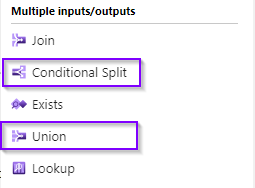 Multiple inputs/outputs
Join
Conditional Split
Exists
Union
Lookup